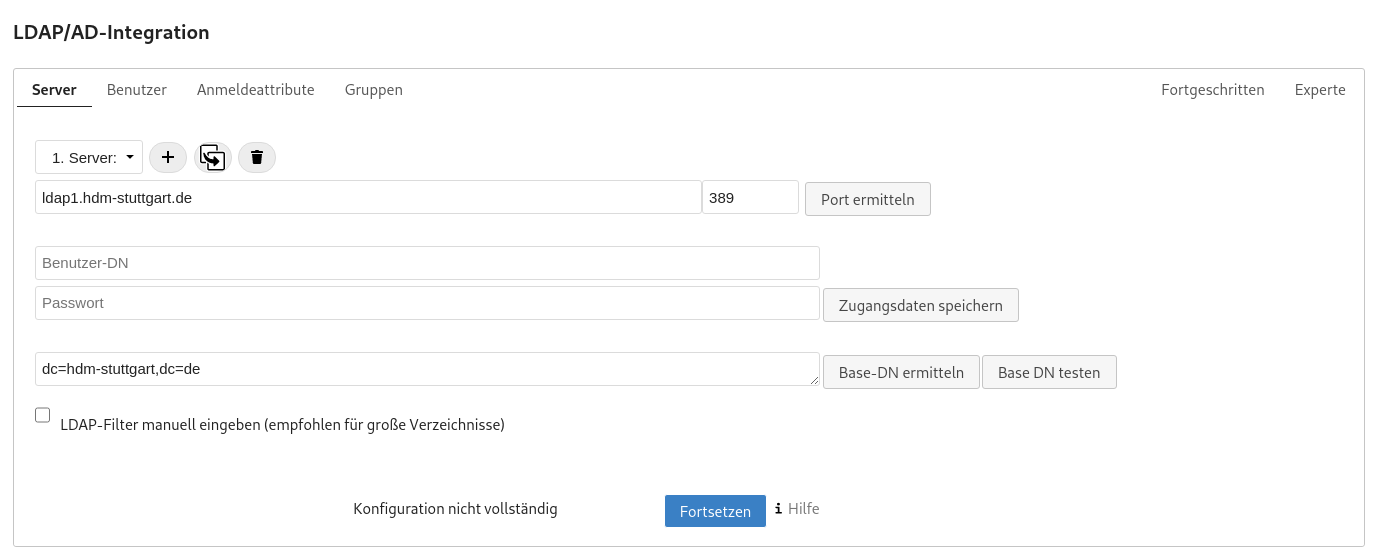 LDAP/AD-Integration
Server Benutzer Anmeldeattribute Gruppen Fortgeschritten Experte
1. Server:
ldap1.hdm-stuttgart.de 389 Port ermitteln
Benutzer-DN
Passwort Zugangsdaten speichern
dc=hdm-stuttgart,dc=de Base-DN ermitteln Base DN testen
LDAP-Filter manuell eingeben (empfohlen für große Verzeichnisse)
Konfiguration nicht vollständig Fortsetzen i Hilfe